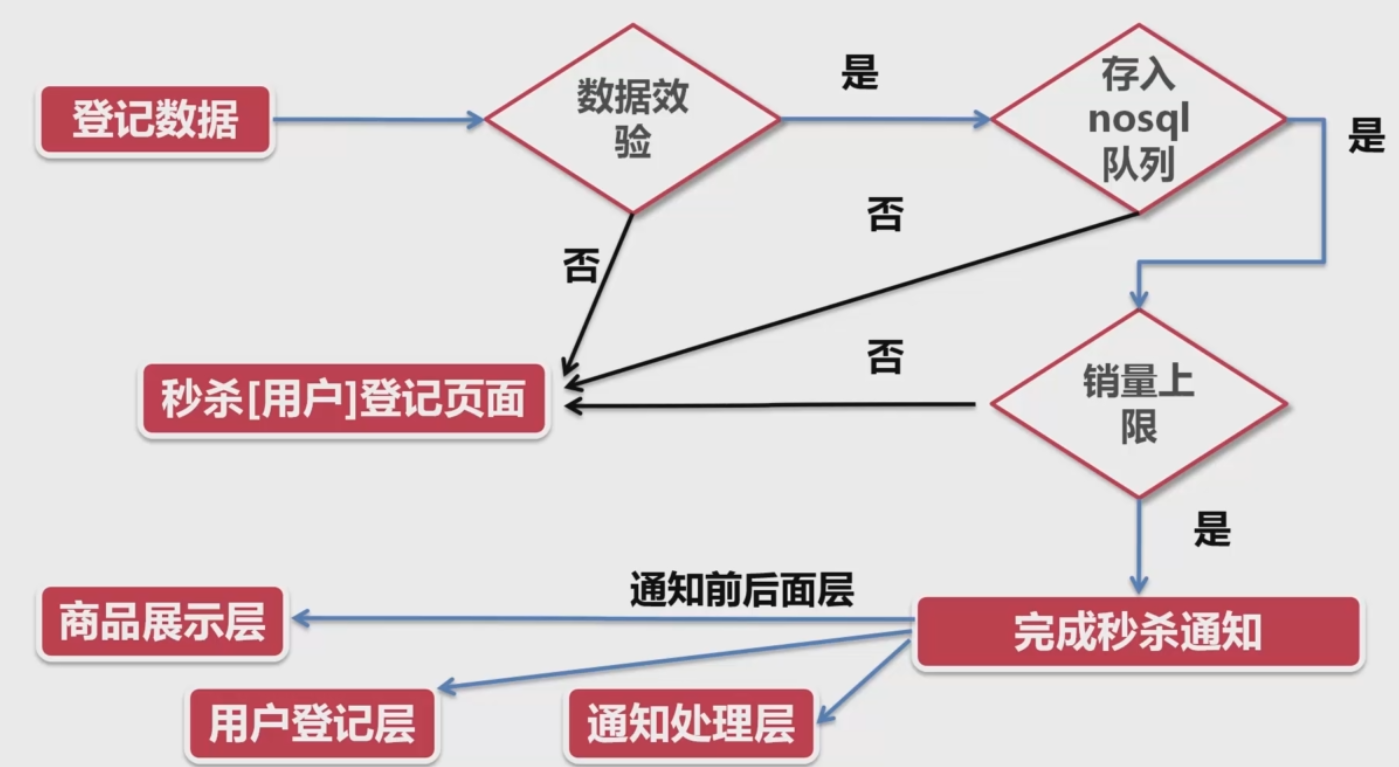 登记数据
数据效
验
是
存入
nosql
队列
是
否
否
秒杀[用户]登记页面
否
销量上
限
是
通知前后面层
商品展示层
完成秒杀通知
用户登记层
通知处理层